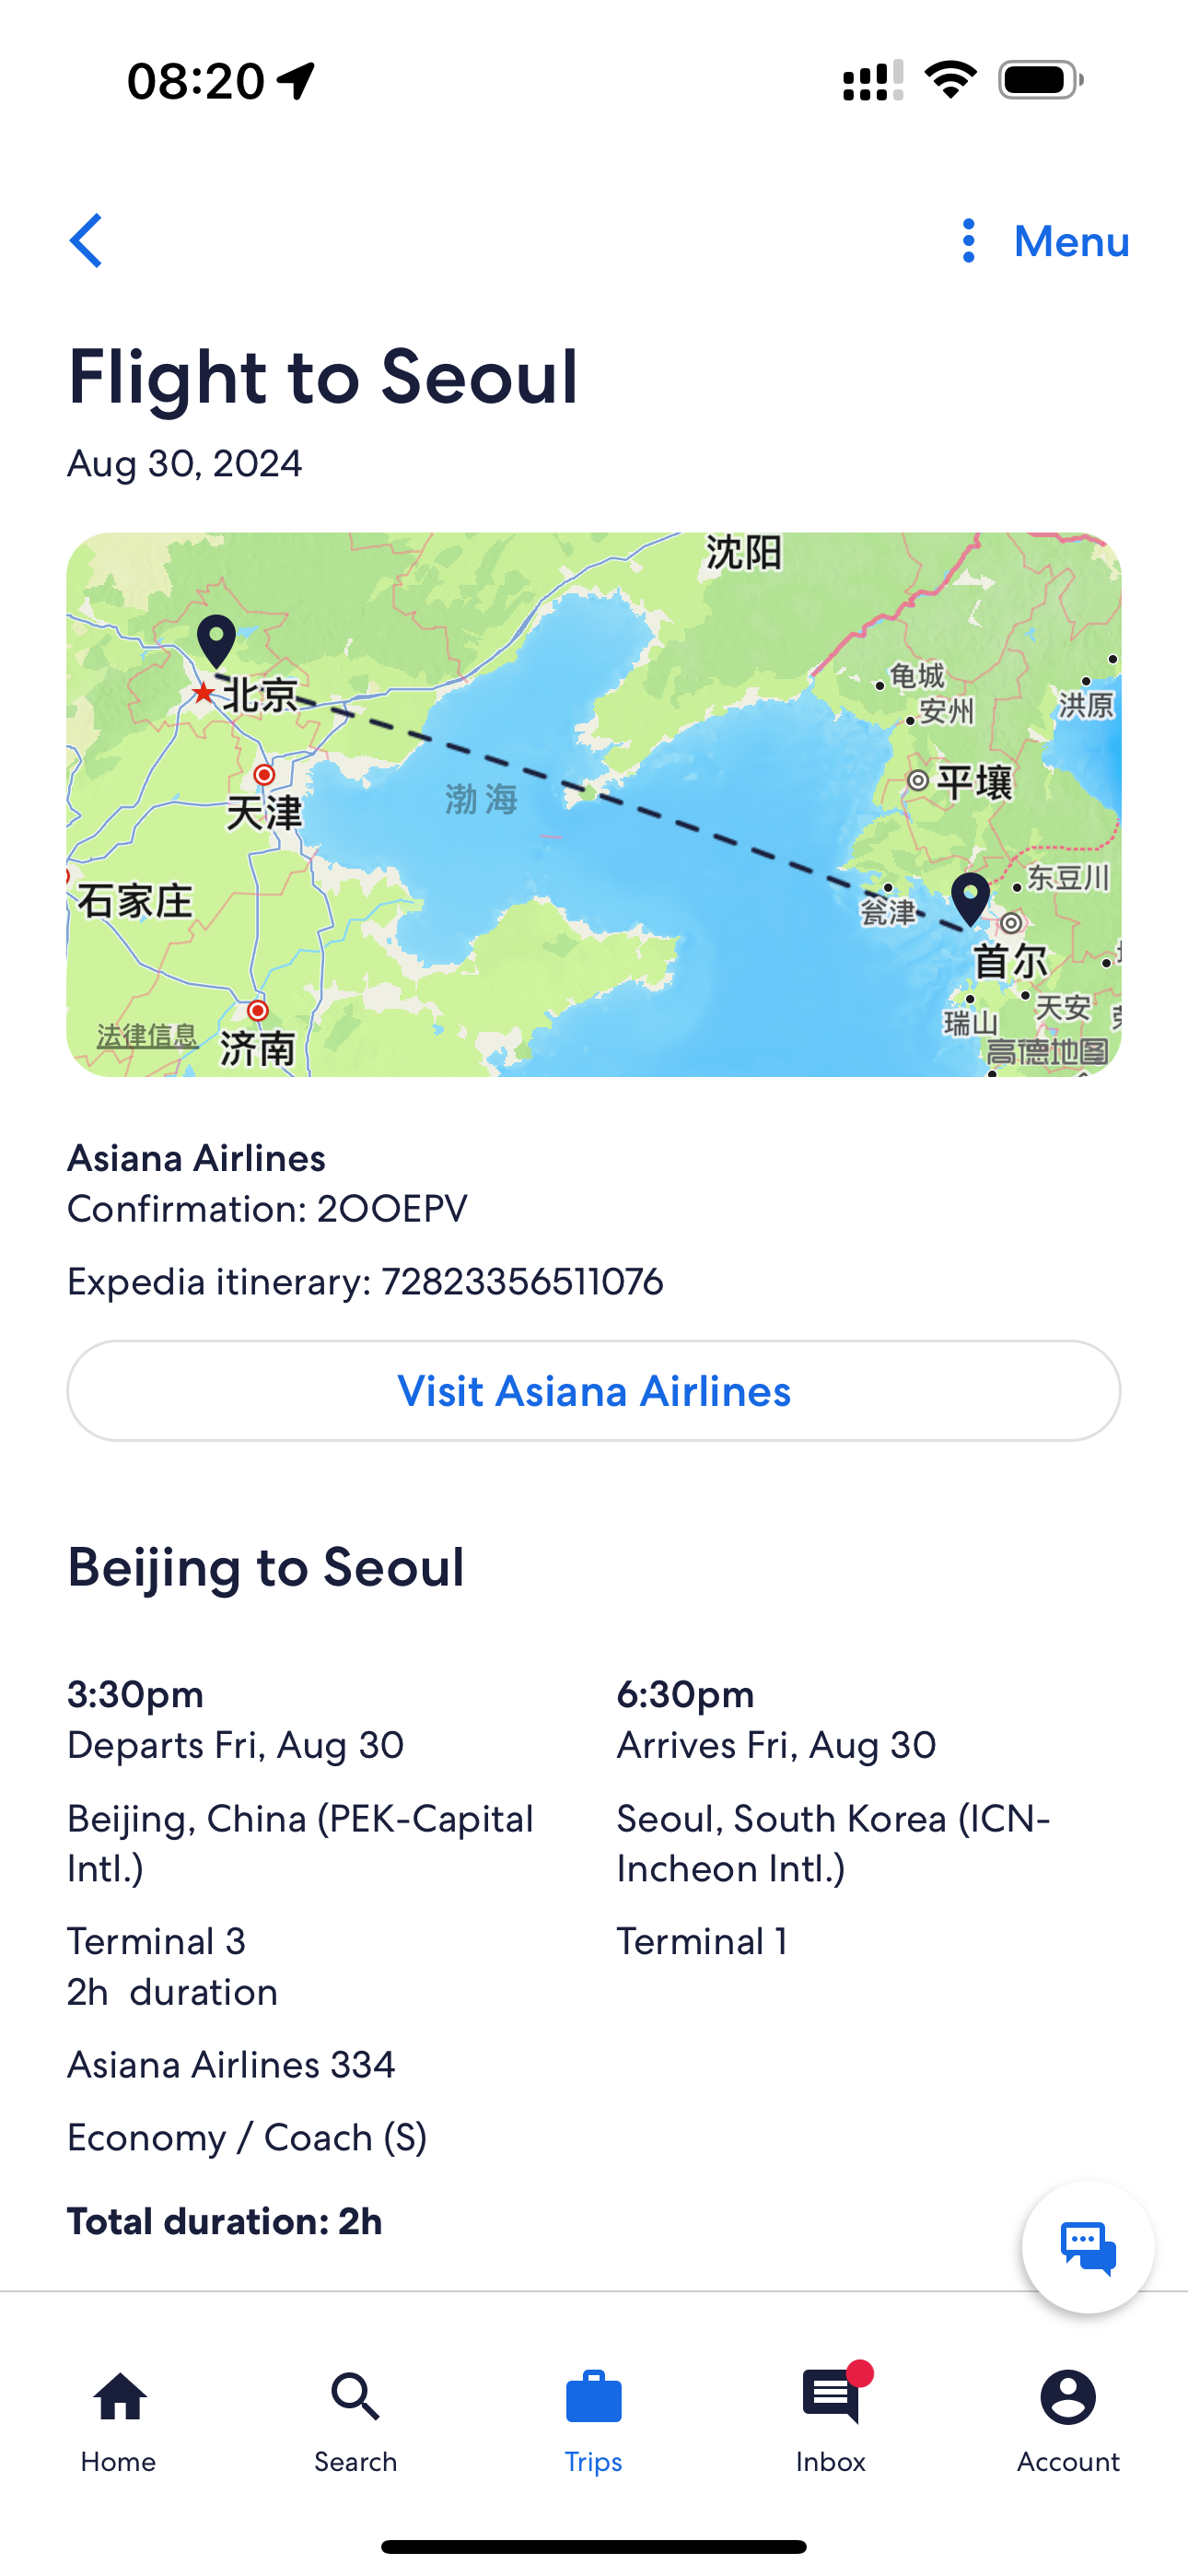 08:20
Menu
Flight to Seoul
Aug 30, 2024
沈阳
龟城
安州
洪原
北京
平壤
天津
渤海
东豆川
石家庄
瓮津
首尔
天安
瑞山
法律信息
济南
高德地图
Asiana Airlines
Confirmation: 2OOEPV
Expedia itinerary: 72823356511076
Visit Asiana Airlines
Beijing to Seoul
3:30pm
Departs Fri, Aug 30
Beijing, China (PEK-Capital
Intl.)
Terminal 3
2h duration
6:30pm
Arrives Fri, Aug 30
Seoul, South Korea (ICN-
Incheon Intl.)
Terminal 1
Asiana Airlines 334
Economy / Coach (S)
Total duration: 2h
Home
Search
Trips
Inbox
Account